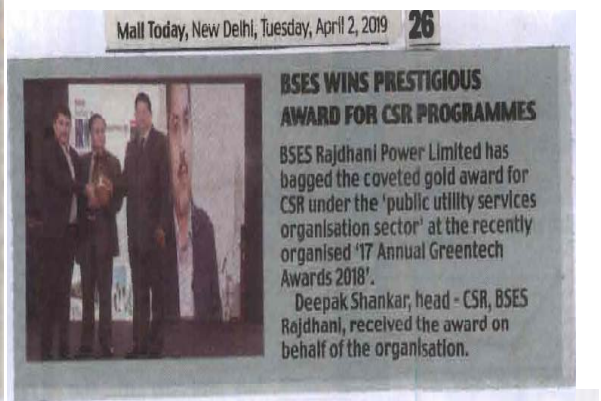 Mail Today, New Delhi, Tuesday, April 2, 2019 26
BSES WINS PRESTIGIOUS
AWARD FOR CSR PROGRAMMES
BSES Rajdhani Power Limited has
bagged the coveted gold award for
CSR under the ‘public utility services
organisation sector’ at the recently
organised ‘17 Annual Greentech
Awards 2018’.
Deepak Shankar, head - CSR, BSES
Rajdhani, received the award on
behalf of the organisation.